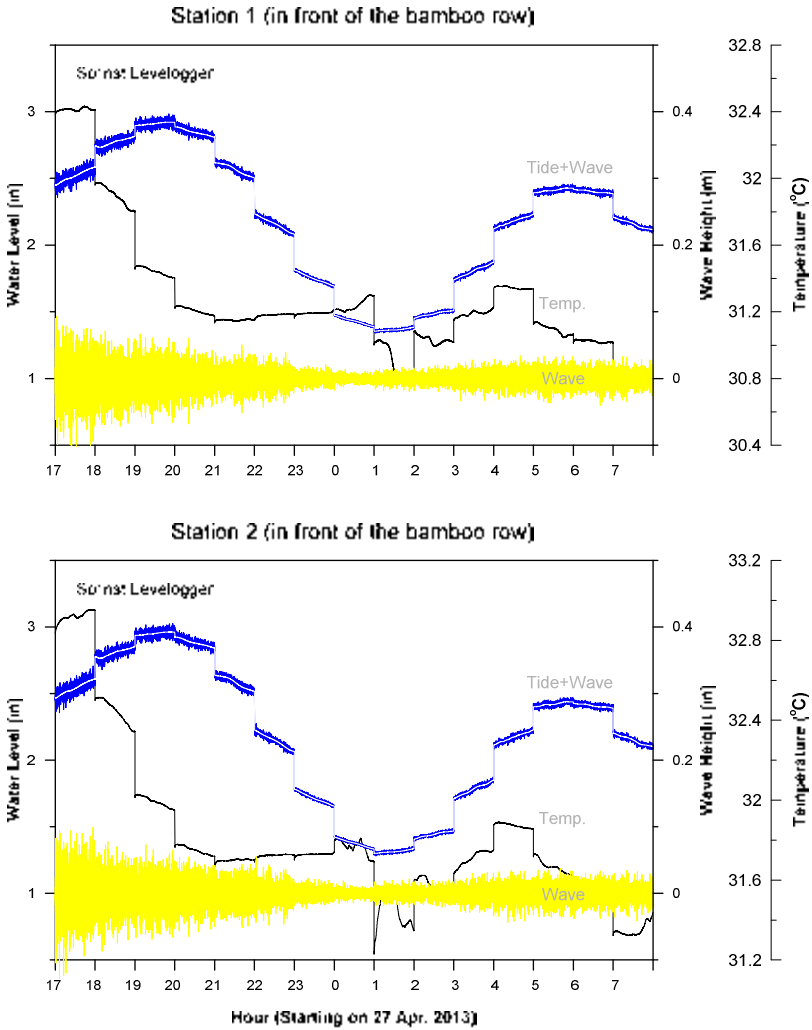 Station 1 (in front of the bamboo row)
32.8
Solinst Levelogger
3 0.4 32.4
Tide+Wave 32
Water Level [m] Wave Height (m) Temperature (°C)
2 0.2 31.6
Temp. 31.2
1 Wave 0 30.8
30.4
17 18 19 20 21 22 23 0 1 2 3 4 5 6 7
Station 2 (in front of the bamboo row)
33.2
Solinst Levelogger
3 0.4 32.8
Tide+Wave
32.4
Water Level [m] Wave Height [m] Temperature (°C)
2 0.2
32
Temp.
31.6
1 Wave 0
31.2
17 18 19 20 21 22 23 0 1 2 3 4 5 6 7
Hour (Starting on 27 Apr. 2013)